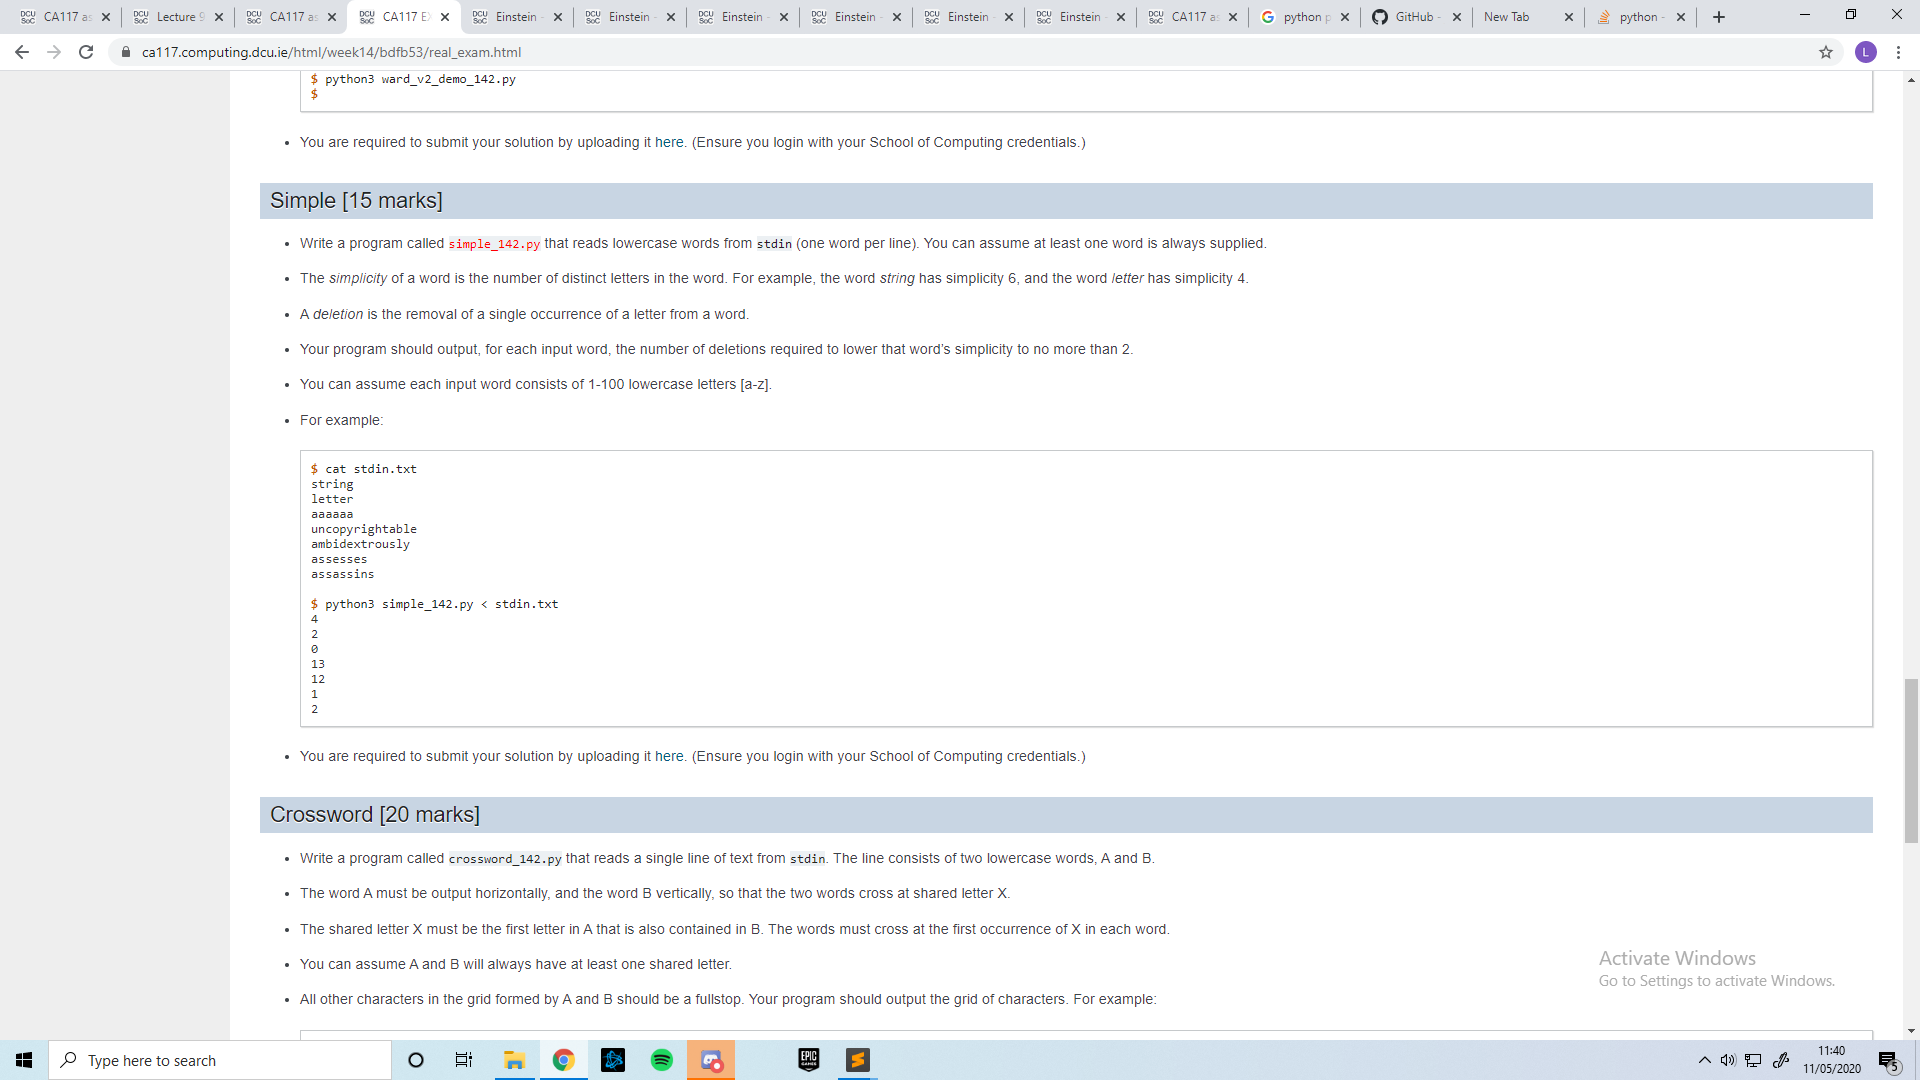 CA117 as
Lecture 9
CA117 as
CA117 E
Einstein
Einstein
Einstein
Einstein
Einstein
Einstein
CA117 as
python p
GitHub -
New Tab
python -
ca117.computing.dcu.ie/html/week14/bdfb53/real_exam.html
L
$ python3 ward_v2_demo_142.py
$
• You are required to submit your solution by uploading it here. (Ensure you login with your School of Computing credentials.)
Simple [15 marks]
• Write a program called simple_142.py that reads lowercase words from stdin (one word per line). You can assume at least one word is always supplied.
• The simplicity of a word is the number of distinct letters in the word. For example, the word string has simplicity 6, and the word letter has simplicity 4.
• A deletion is the removal of a single occurrence of a letter from a word.
• Your program should output, for each input word, the number of deletions required to lower that word's simplicity to no more than 2.
• You can assume each input word consists of 1-100 lowercase letters [a-z].
• For example:
$ cat stdin.txt
string
letter
aaaaaa
uncopyrightable
ambidextrously
assesses
assassins
$ python3 simple_142.py < stdin.txt
4
2
0
13
12
1
2
• You are required to submit your solution by uploading it here. (Ensure you login with your School of Computing credentials.)
Crossword [20 marks]
• Write a program called crossword_142.py that reads a single line of text from stdin. The line consists of two lowercase words, A and B.
• The word A must be output horizontally, and the word B vertically, so that the two words cross at shared letter X.
• The shared letter X must be the first letter in A that is also contained in B. The words must cross at the first occurrence of X in each word.
• You can assume A and B will always have at least one shared letter.
• All other characters in the grid formed by A and B should be a fullstop. Your program should output the grid of characters. For example:
Activate Windows
Go to Settings to activate Windows.
Type here to search
EPIC GAMES
11:40
11/05/2020
5